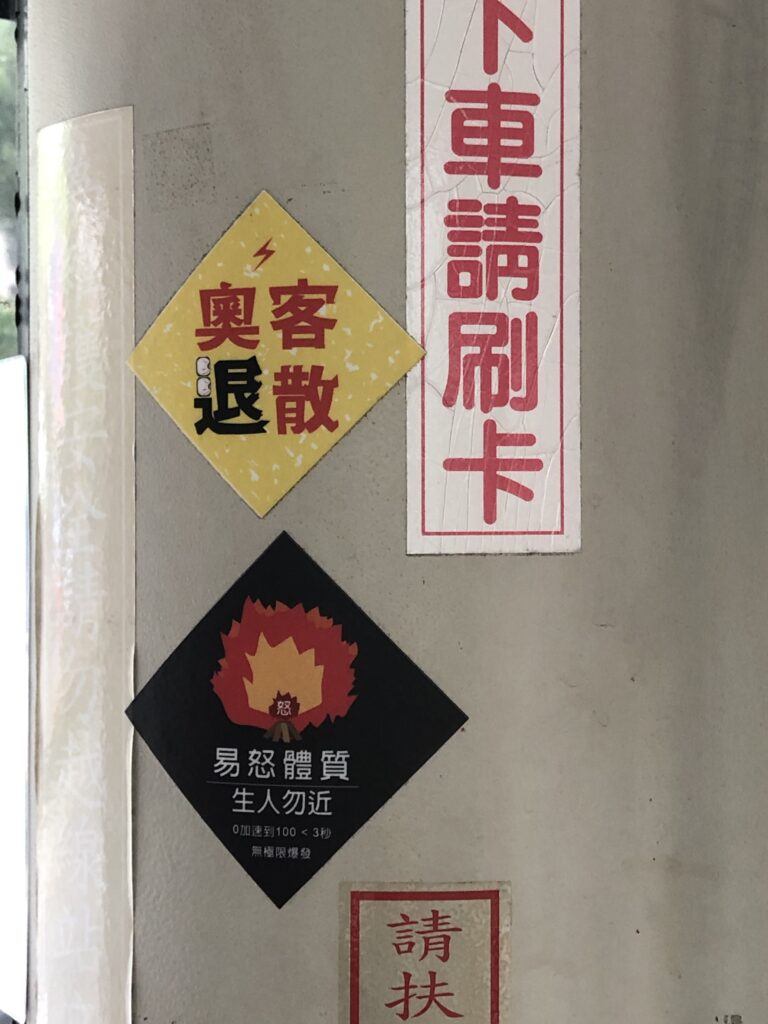 下車請刷卡
奧客
退散
怒
易怒體質
生人勿近
0加速到100 < 3秒
無極限爆發
請扶